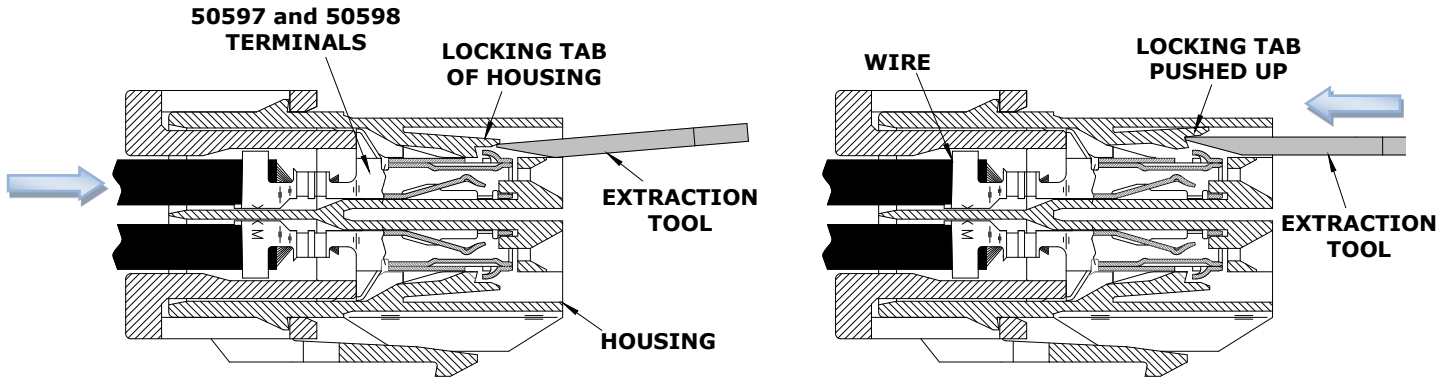 50597 and 50598
TERMINALS
LOCKING TAB
OF HOUSING
EXTRACTION
TOOL
HOUSING
WIRE
LOCKING TAB
PUSHED UP
EXTRACTION
TOOL